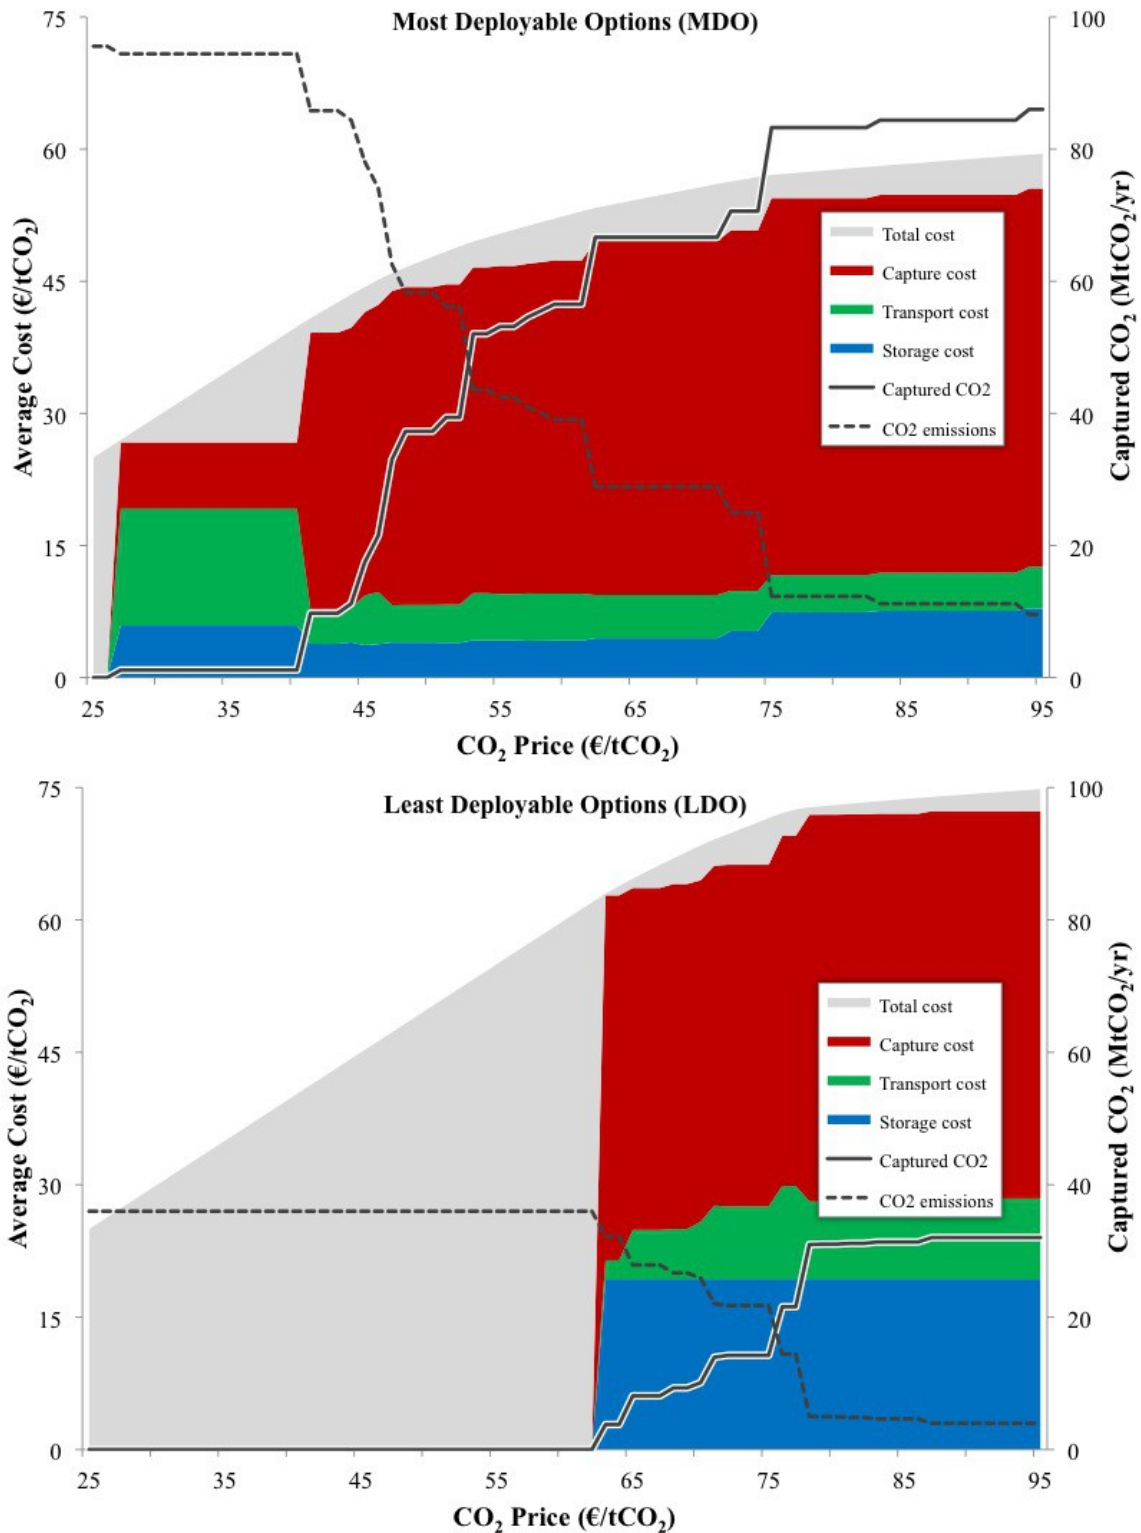 Most Deployable Options (MDO)
75
60
45
30
15
0
Average Cost (€/tCO₂)
100
80
60
40
20
0
Captured CO₂ (MtCO₂/yr)
Total cost
Capture cost
Transport cost
Storage cost
Captured CO2
CO2 emissions
25 35 45 55 65 75 85 95
CO₂ Price (€/tCO₂)
Least Deployable Options (LDO)
75
60
45
30
15
0
Average Cost (€/tCO₂)
100
80
60
40
20
0
Captured CO₂ (MtCO₂/yr)
Total cost
Capture cost
Transport cost
Storage cost
Captured CO2
CO2 emissions
25 35 45 55 65 75 85 95
CO₂ Price (€/tCO₂)